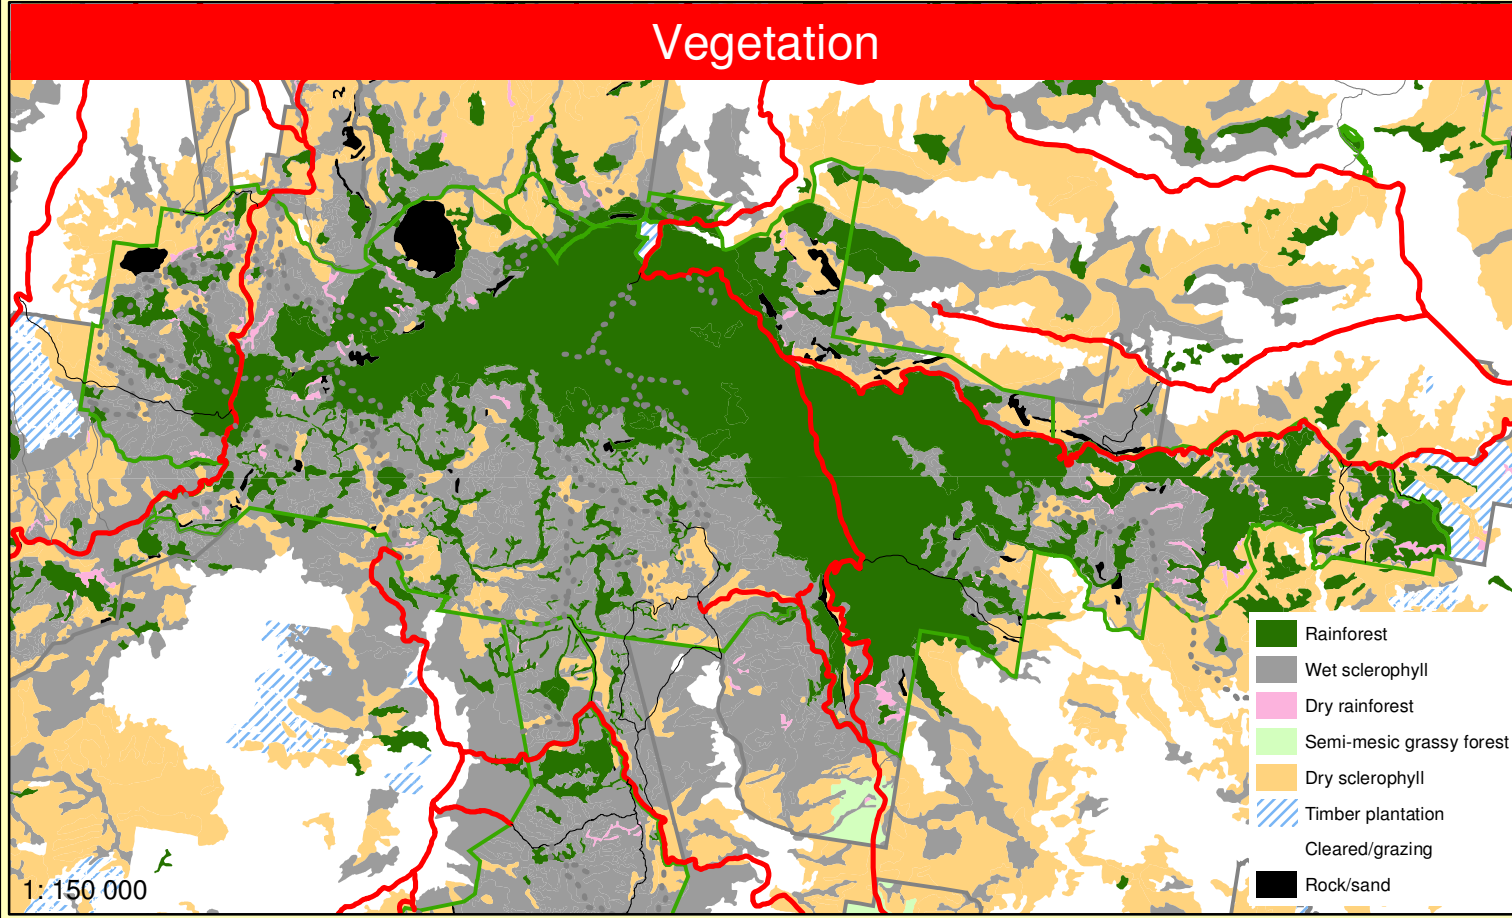 Vegetation
Rainforest
Wet sclerophyll
Dry rainforest
Semi-mesic grassy forest
Dry sclerophyll
Timber plantation
Cleared/grazing
Rock/sand
1: 150 000